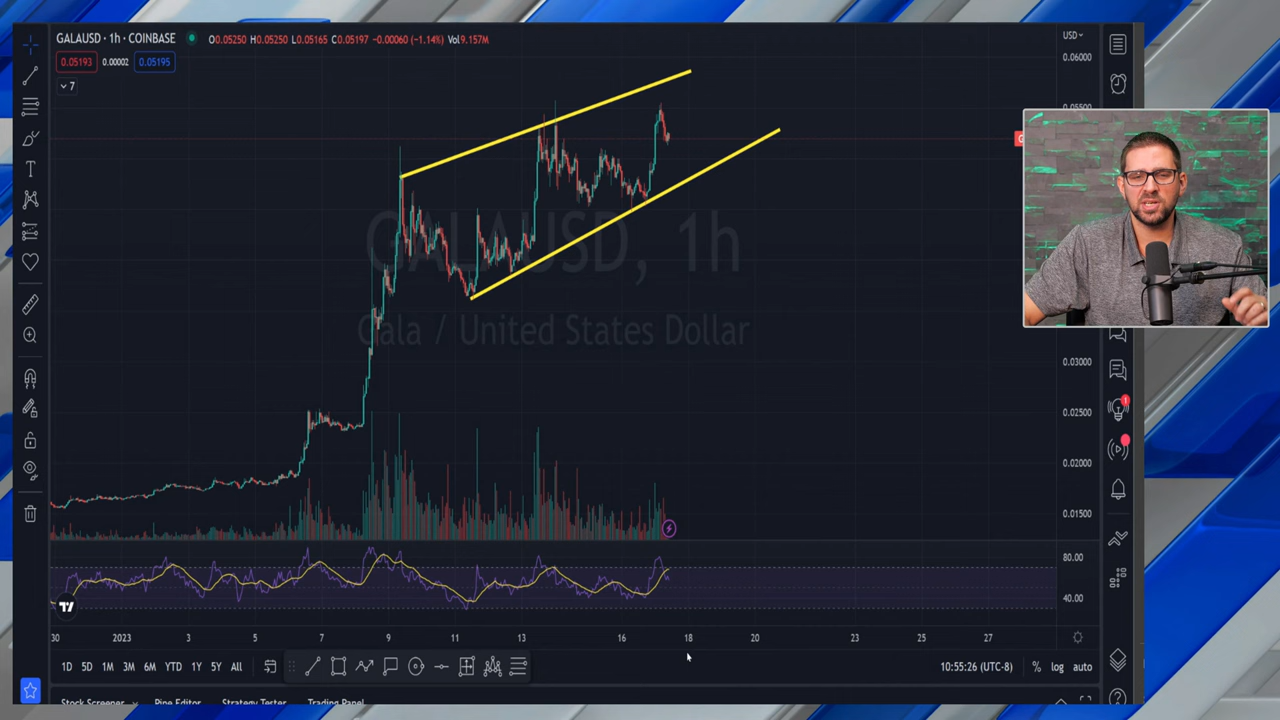 GALAUSD · 1h · COINBASE
O0.05250 H0.05250 L0.05165 C0.05197 −0.00060 (−1.14%) Vol9.157M
USD
0.05193 0.00002 0.05195
7
0.06000
0.05500
GALAUSD, 1h
Gala / United States Dollar
0.03000
0.02500
0.02000
0.01500
80.00
40.00
30 2023 3 5 7 9 11 13 16 18 20 23 25 27
1D 5D 1M 3M 6M YTD 1Y 5Y All
10:55:26 (UTC-8) % log auto
Stock Screener Pine Editor Strategy Tester Trading Panel
1